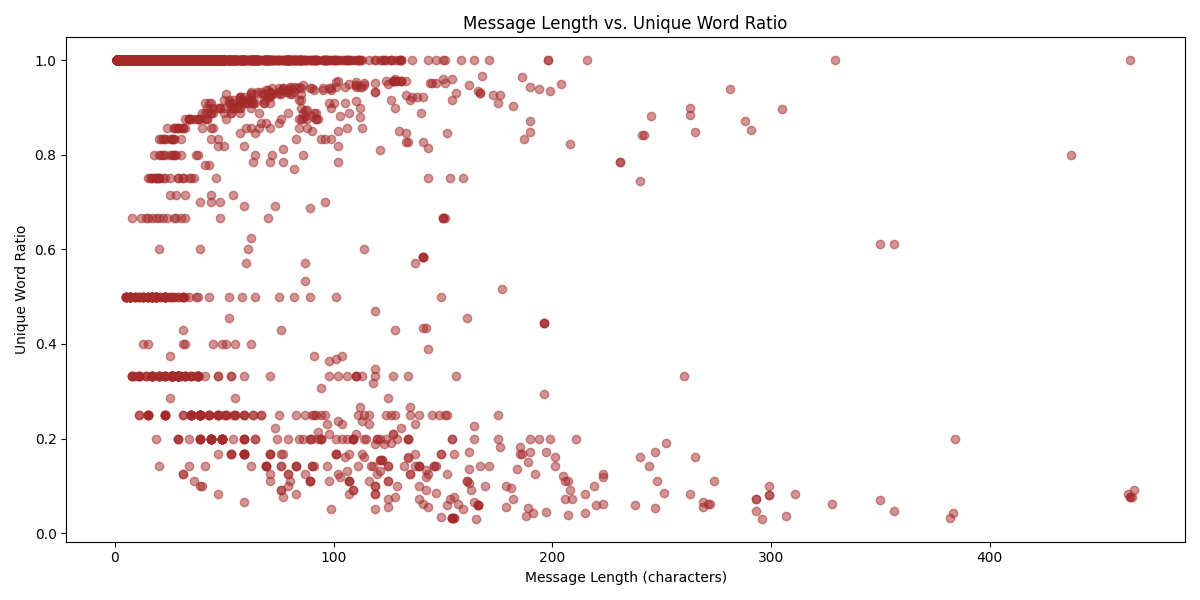 Message Length vs. Unique Word Ratio
1.0
0.8
0.6
0.4
0.2
0.0
Unique Word Ratio
0 100 200 300 400
Message Length (characters)